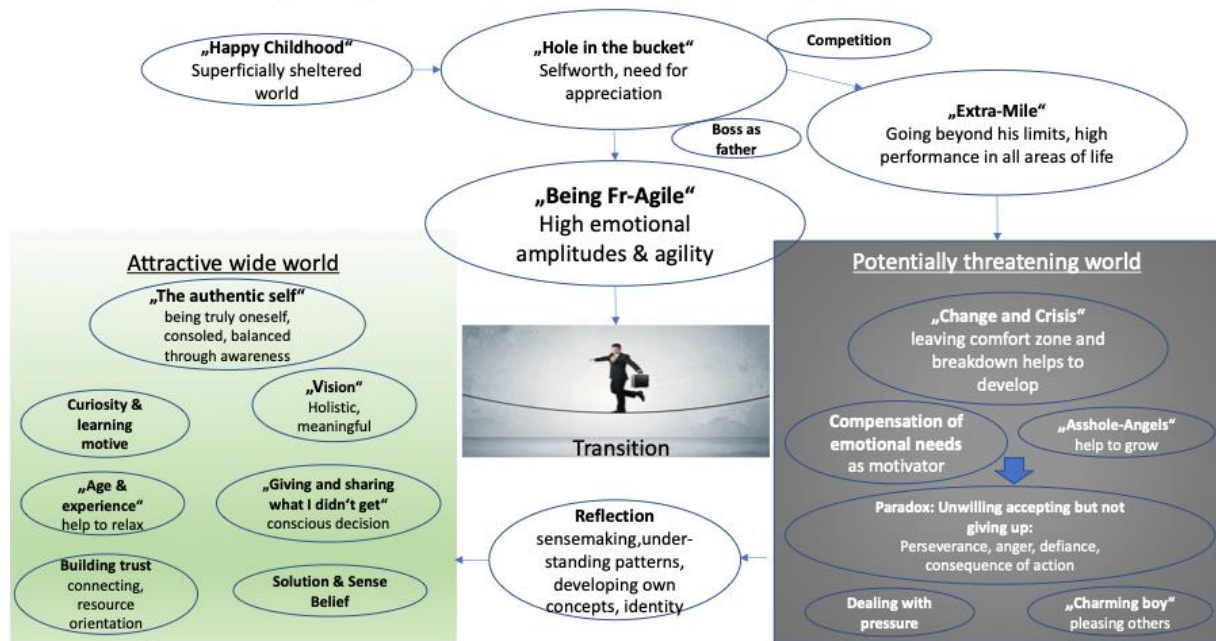 „Happy Childhood“
Superficially sheltered
world
„Hole in the bucket“
Selfworth, need for
appreciation
Competition
Boss as
father
„Extra-Mile“
Going beyond his limits, high
performance in all areas of life
„Being Fr-Agile“
High emotional
amplitudes & agility
Attractive wide world
„The authentic self“
being truly oneself,
consoled, balanced
through awareness
„Vision“
Holistic,
meaningful
Curiosity &
learning
motive
„Age &
experience“
help to relax
„Giving and sharing
what I didn‘t get“
conscious decision
Building trust
connecting,
resource
orientation
Solution & Sense
Belief
Transition
Reflection
sensemaking,under-
standing patterns,
developing own
concepts, identity
Potentially threatening world
„Change and Crisis“
leaving comfort zone and
breakdown helps to
develop
Compensation of
emotional needs
as motivator
„Asshole-Angels“
help to grow
Paradox: Unwilling accepting but not
giving up:
Perseverance, anger, defiance,
consequence of action
Dealing with
pressure
„Charming boy“
pleasing others